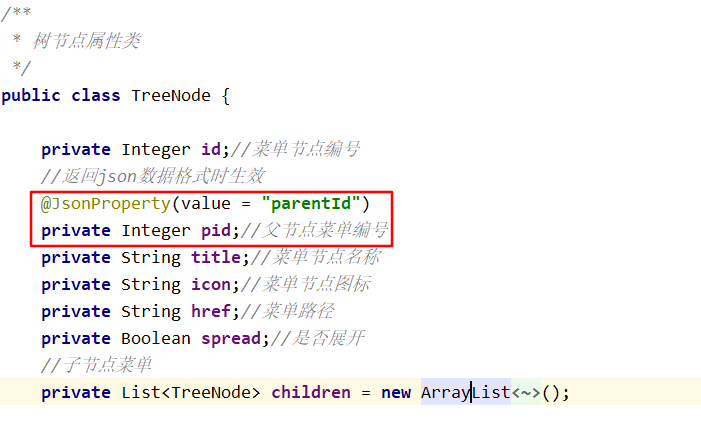 /**
 * 树节点属性类
 */
public class TreeNode {
    private Integer id;//菜单节点编号
    //返回json数据格式时生效
    @JsonProperty(value = "parentId")
    private Integer pid;//父节点菜单编号
    private String title;//菜单节点名称
    private String icon;//菜单节点图标
    private String href;//菜单路径
    private Boolean spread;//是否展开
    //子节点菜单
    private List<TreeNode> children = new ArrayList<~>();